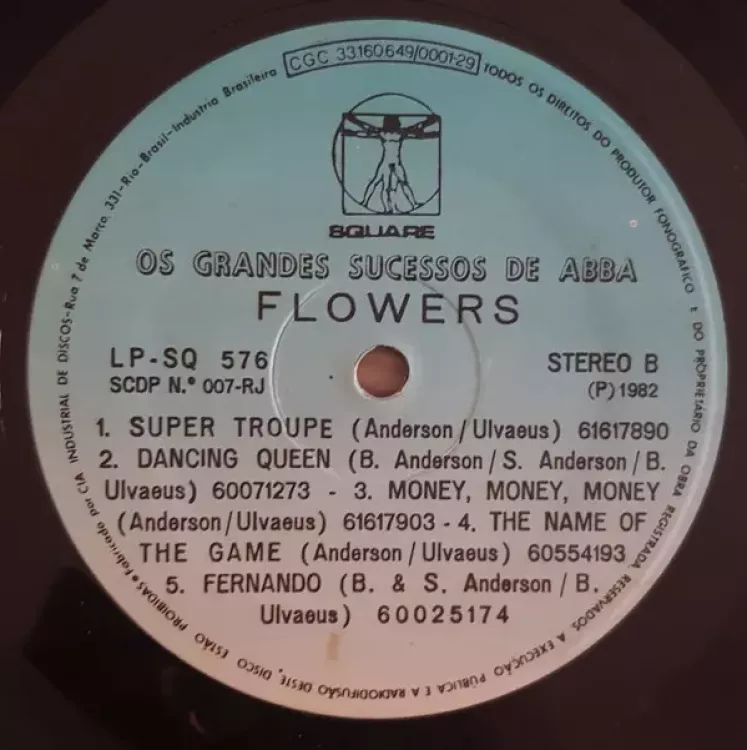 CGC 33.160.649/0001-29
TODOS OS DIREITOS DO PRODUTOR FONOGRÁFICO E DO PROPRIETÁRIO DA OBRA REGISTRADA RESERVADOS. A EXECUÇÃO PÚBLICA E A RADIODIFUSÃO DESTE, DISCO ESTÃO PROIBIDAS • Fabricado por CIA INDUSTRIAL DE DISCOS - Rua 7 de Março, 331 - Rio - Brasil - Industria Brasileira
SQUARE
OS GRANDES SUCESSOS DE ABBA
FLOWERS
LP-SQ 576
STEREO B
SCDP N.º 007-RJ
(P) 1982
1. SUPER TROUPE (Anderson/Ulvaeus) 61617890
2. DANCING QUEEN (B. Anderson/S. Anderson/B.
Ulvaeus) 60071273 - 3. MONEY, MONEY, MONEY
(Anderson/Ulvaeus) 61617903 - 4. THE NAME OF
THE GAME (Anderson/Ulvaeus) 60554193
5. FERNANDO (B. & S. Anderson/B.
Ulvaeus) 60025174